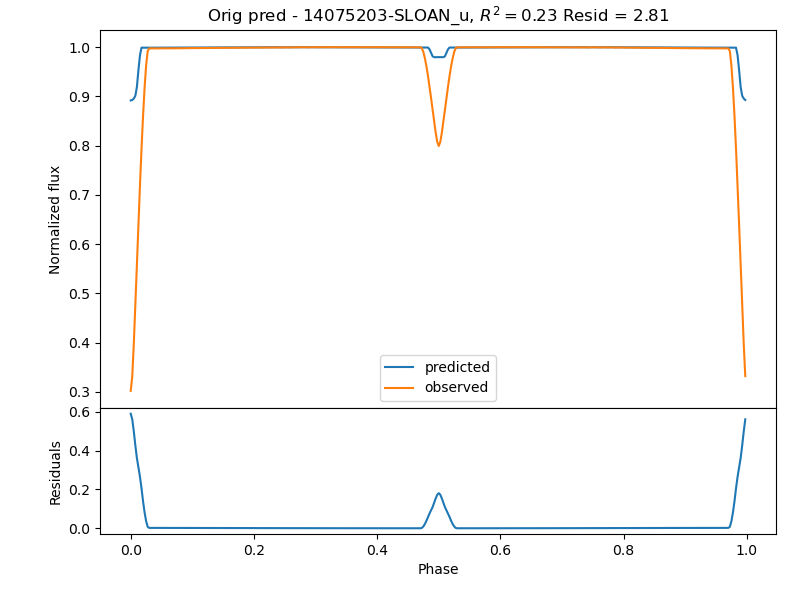 Orig pred - 14075203-SLOAN_u, R² = 0.23 Resid = 2.81
1.0
0.9
0.8
0.7
0.6
0.5
0.4
0.3
Normalized flux
predicted
observed
0.6
0.4
0.2
0.0
Residuals
0.0 0.2 0.4 0.6 0.8 1.0
Phase